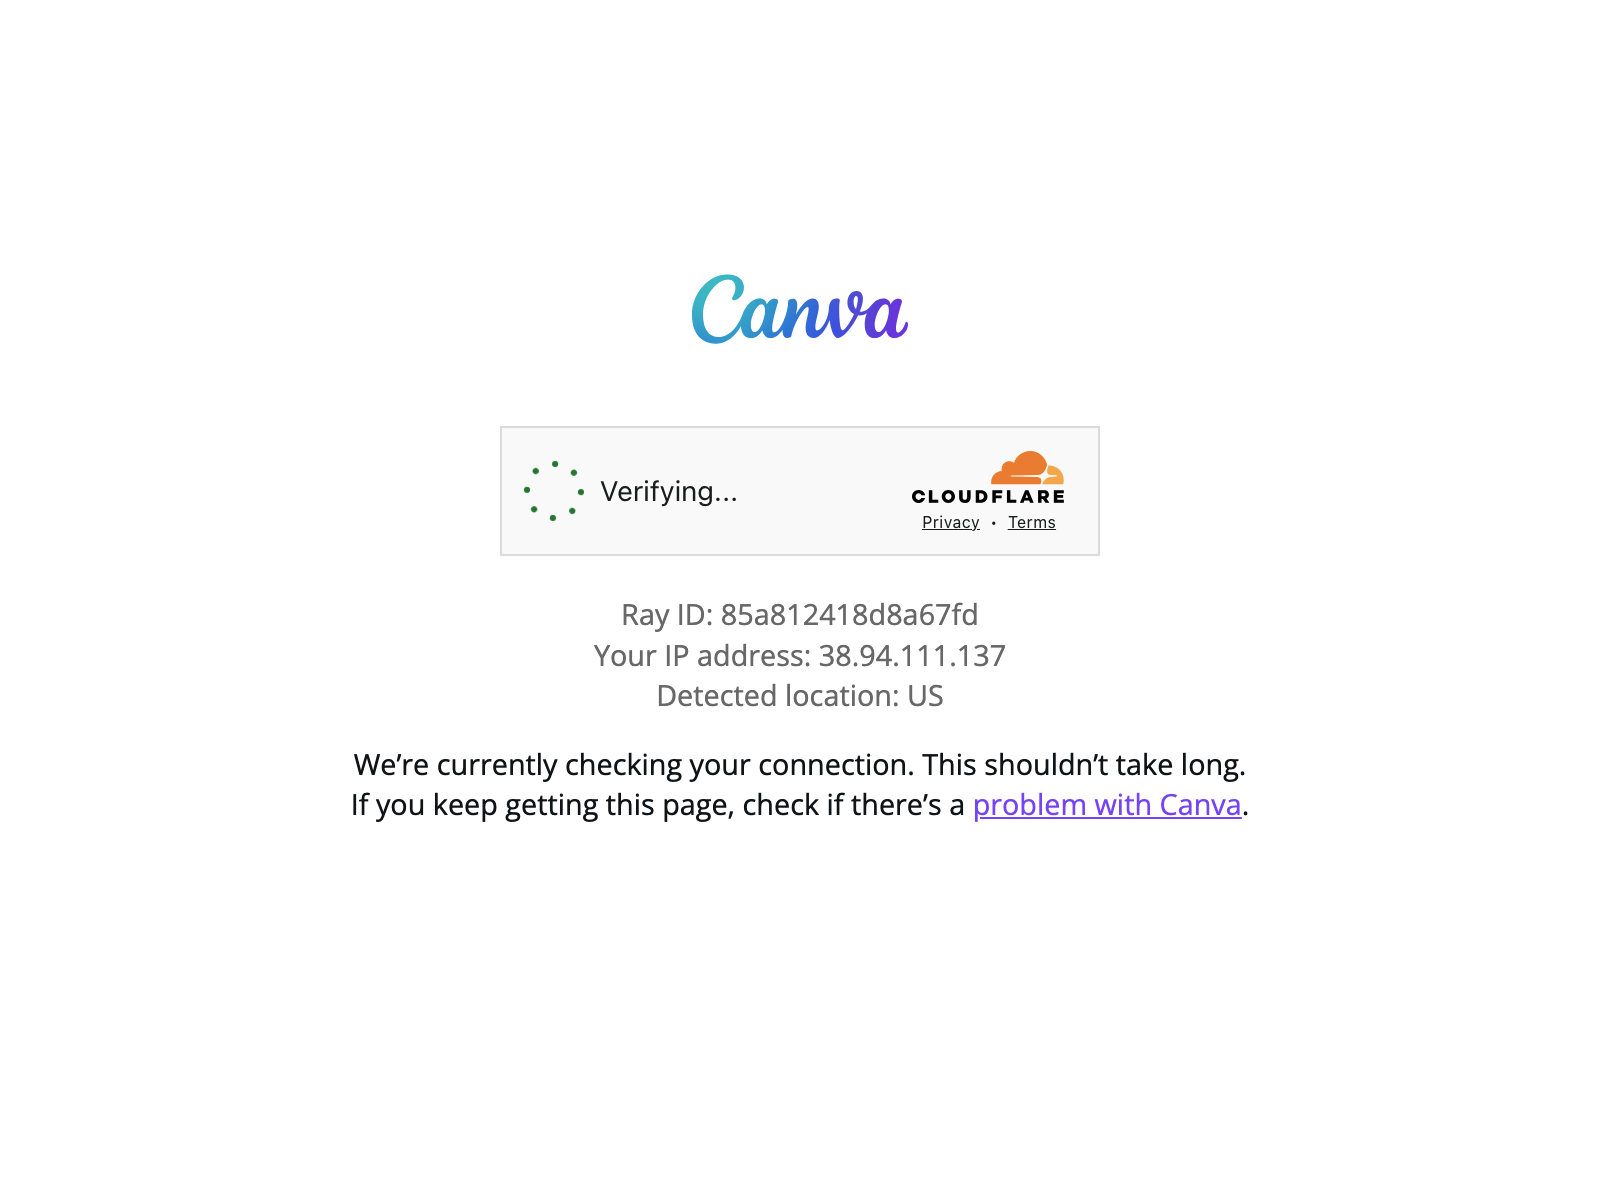 Canva
Verifying...
CLOUDFLARE
Privacy • Terms
Ray ID: 85a812418d8a67fd
Your IP address: 38.94.111.137
Detected location: US
We’re currently checking your connection. This shouldn’t take long.
If you keep getting this page, check if there’s a problem with Canva.